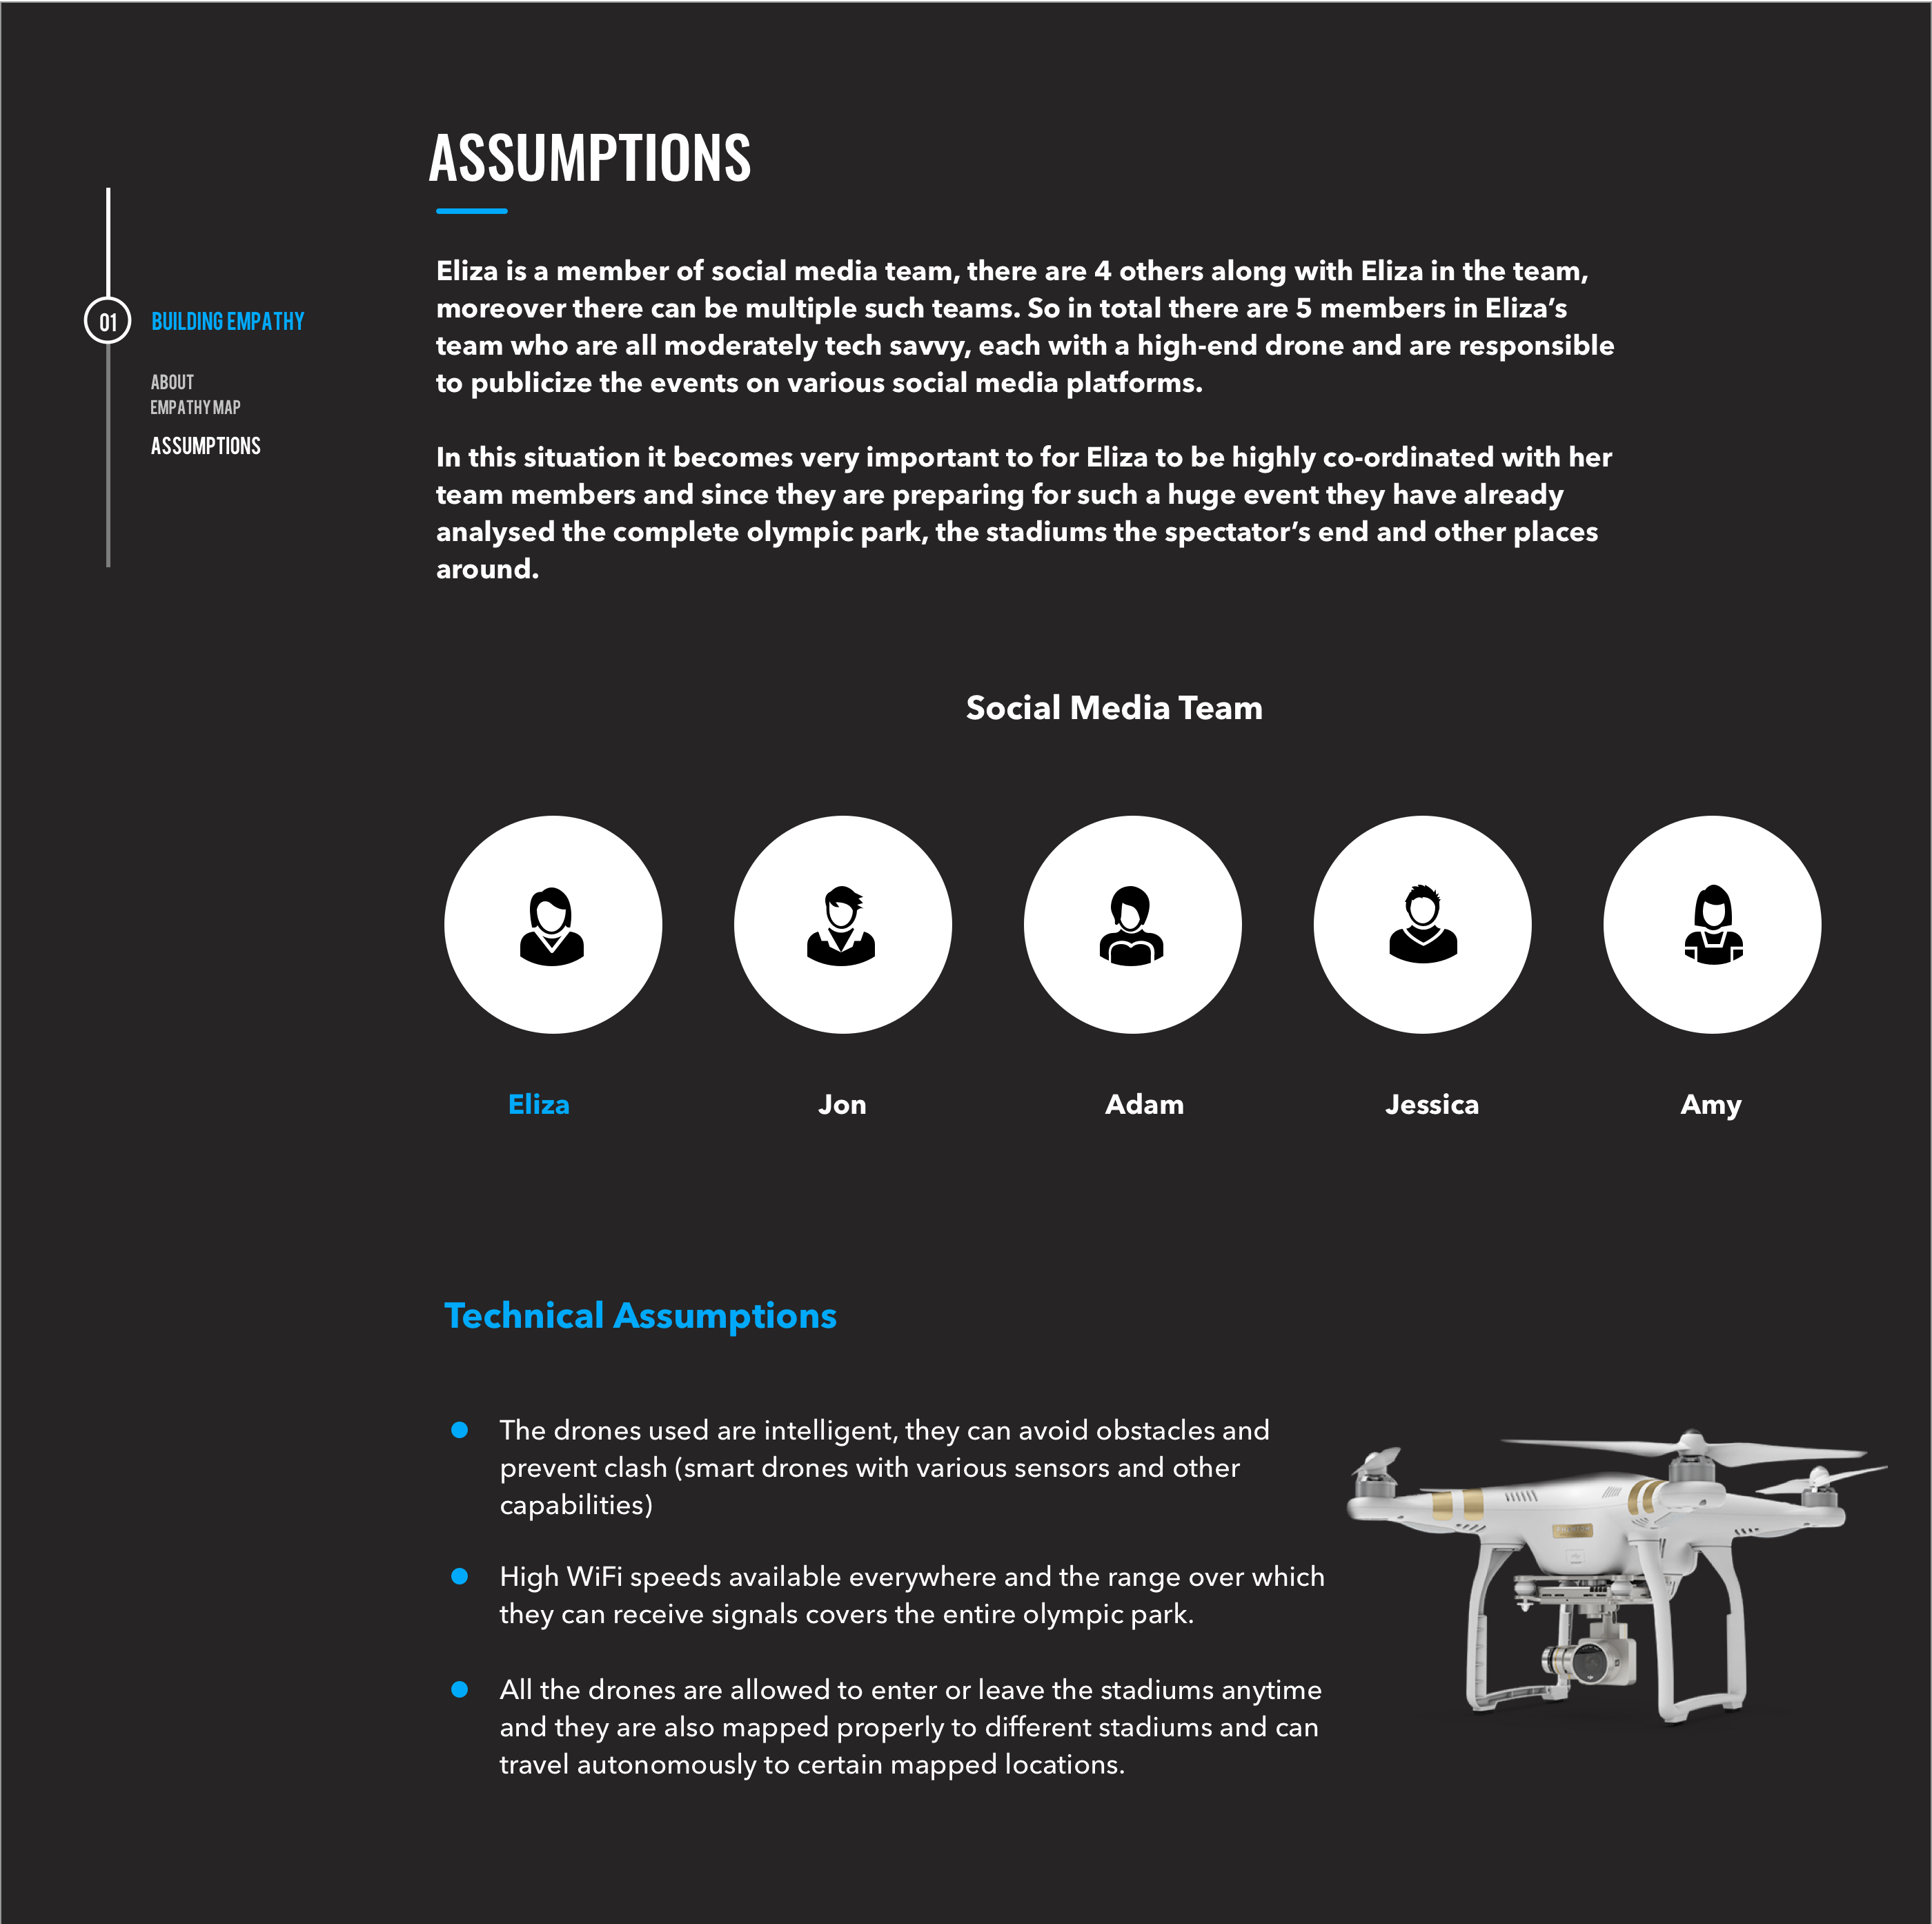 ASSUMPTIONS
01
BUILDING EMPATHY
ABOUT
EMPATHY MAP
ASSUMPTIONS
Eliza is a member of social media team, there are 4 others along with Eliza in the team,
moreover there can be multiple such teams. So in total there are 5 members in Eliza’s
team who are all moderately tech savvy, each with a high-end drone and are responsible
to publicize the events on various social media platforms.
In this situation it becomes very important to for Eliza to be highly co-ordinated with her
team members and since they are preparing for such a huge event they have already
analysed the complete olympic park, the stadiums the spectator’s end and other places
around.
Social Media Team
Eliza
Jon
Adam
Jessica
Amy
Technical Assumptions
The drones used are intelligent, they can avoid obstacles and
prevent clash (smart drones with various sensors and other
capabilities)
High WiFi speeds available everywhere and the range over which
they can receive signals covers the entire olympic park.
All the drones are allowed to enter or leave the stadiums anytime
and they are also mapped properly to different stadiums and can
travel autonomously to certain mapped locations.